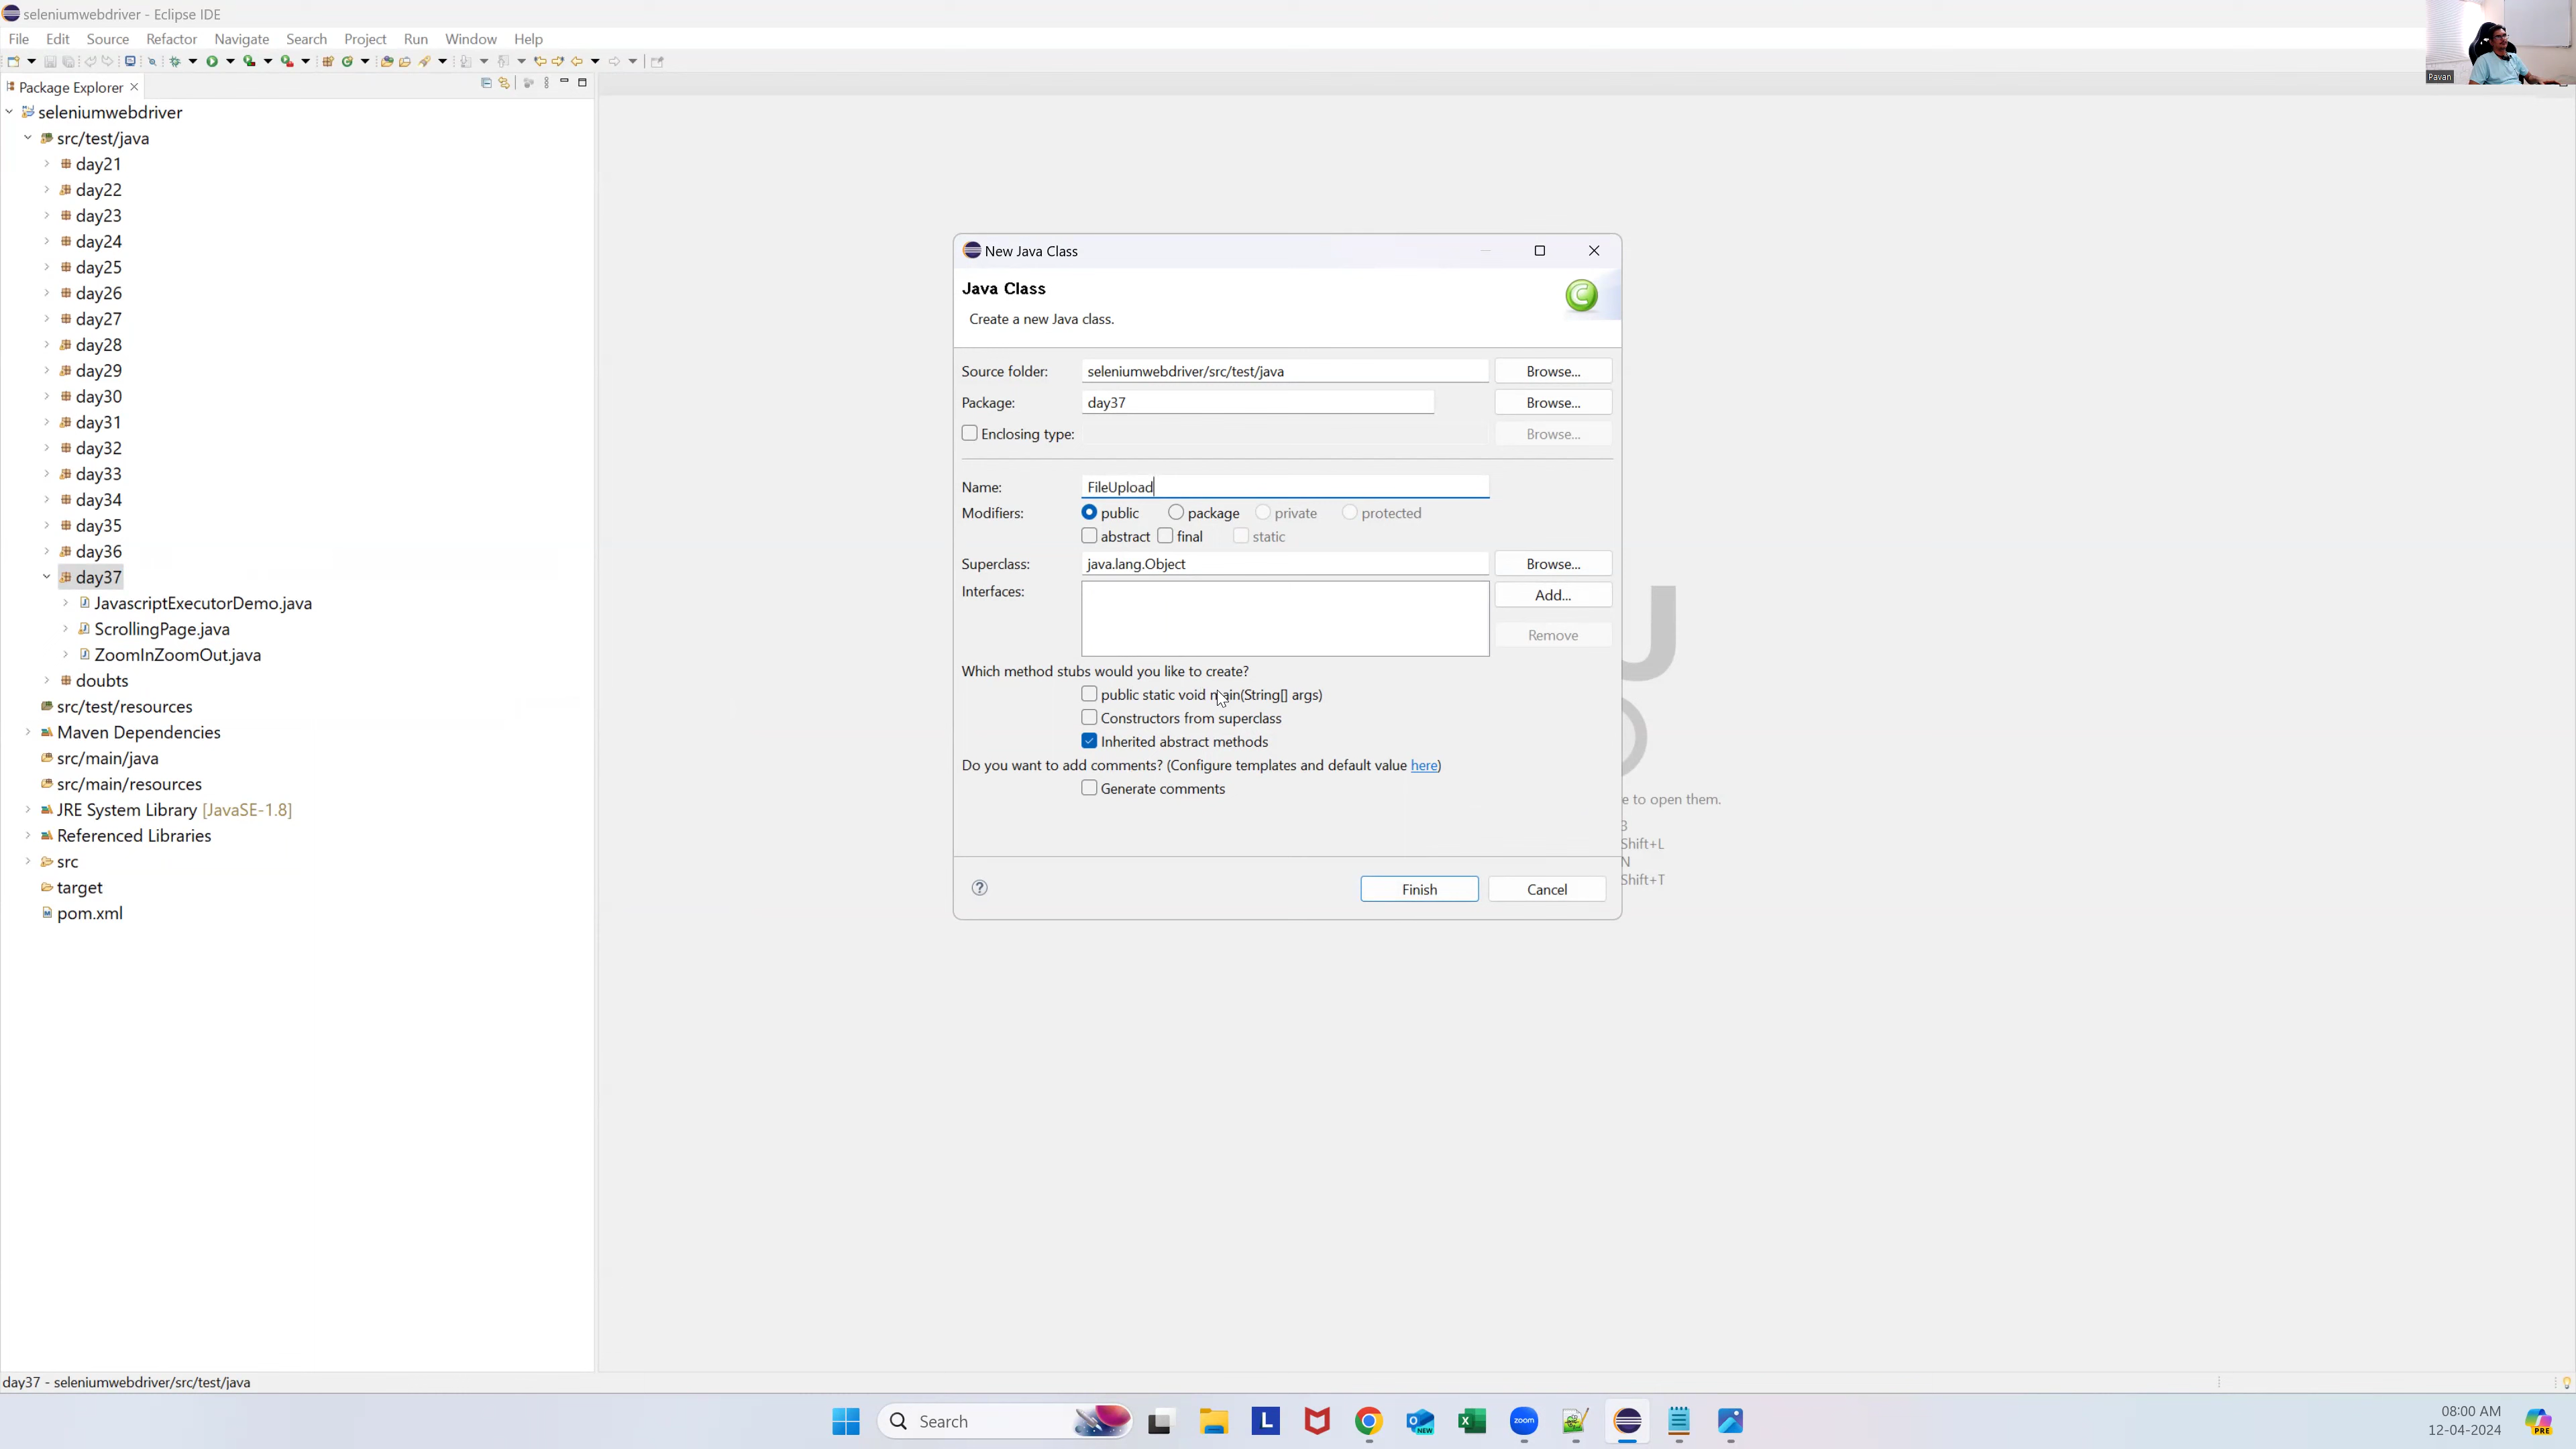 seleniumwebdriver - Eclipse IDE
File Edit Source Refactor Navigate Search Project Run Window Help
Pavan
Package Explorer
seleniumwebdriver
src/test/java
day21
day22
day23
day24
day25
day26
day27
day28
day29
day30
day31
day32
day33
day34
day35
day36
day37
JavascriptExecutorDemo.java
ScrollingPage.java
ZoomInZoomOut.java
doubts
src/test/resources
Maven Dependencies
src/main/java
src/main/resources
JRE System Library [JavaSE-1.8]
Referenced Libraries
src
target
pom.xml
New Java Class
Java Class
Create a new Java class.
Source folder: seleniumwebdriver/src/test/java Browse...
Package: day37 Browse...
Enclosing type: Browse...
Name: FileUpload
Modifiers: public package private protected
abstract final static
Superclass: java.lang.Object Browse...
Interfaces: Add...
Remove
Which method stubs would you like to create?
public static void main(String[] args)
Constructors from superclass
Inherited abstract methods
Do you want to add comments? (Configure templates and default value here)
Generate comments
Finish Cancel
e to open them.
3
Shift+L
N
Shift+T
day37 - seleniumwebdriver/src/test/java
Search
L
NEW
zoom
08:00 AM
12-04-2024
PRE